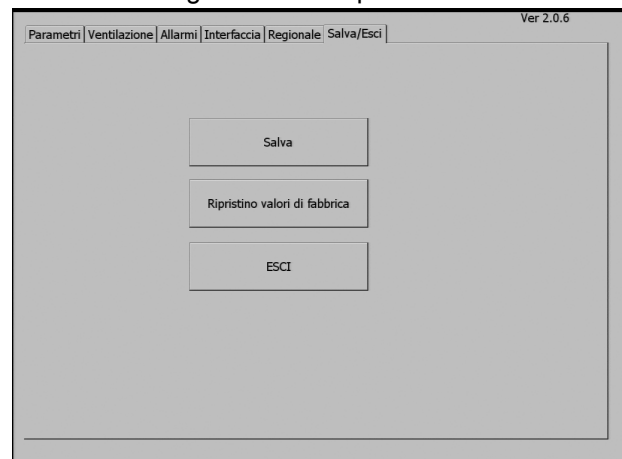 Ver 2.0.6
Parametri Ventilazione Allarmi Interfaccia Regionale Salva/Esci
Salva
Ripristino valori di fabbrica
ESCI